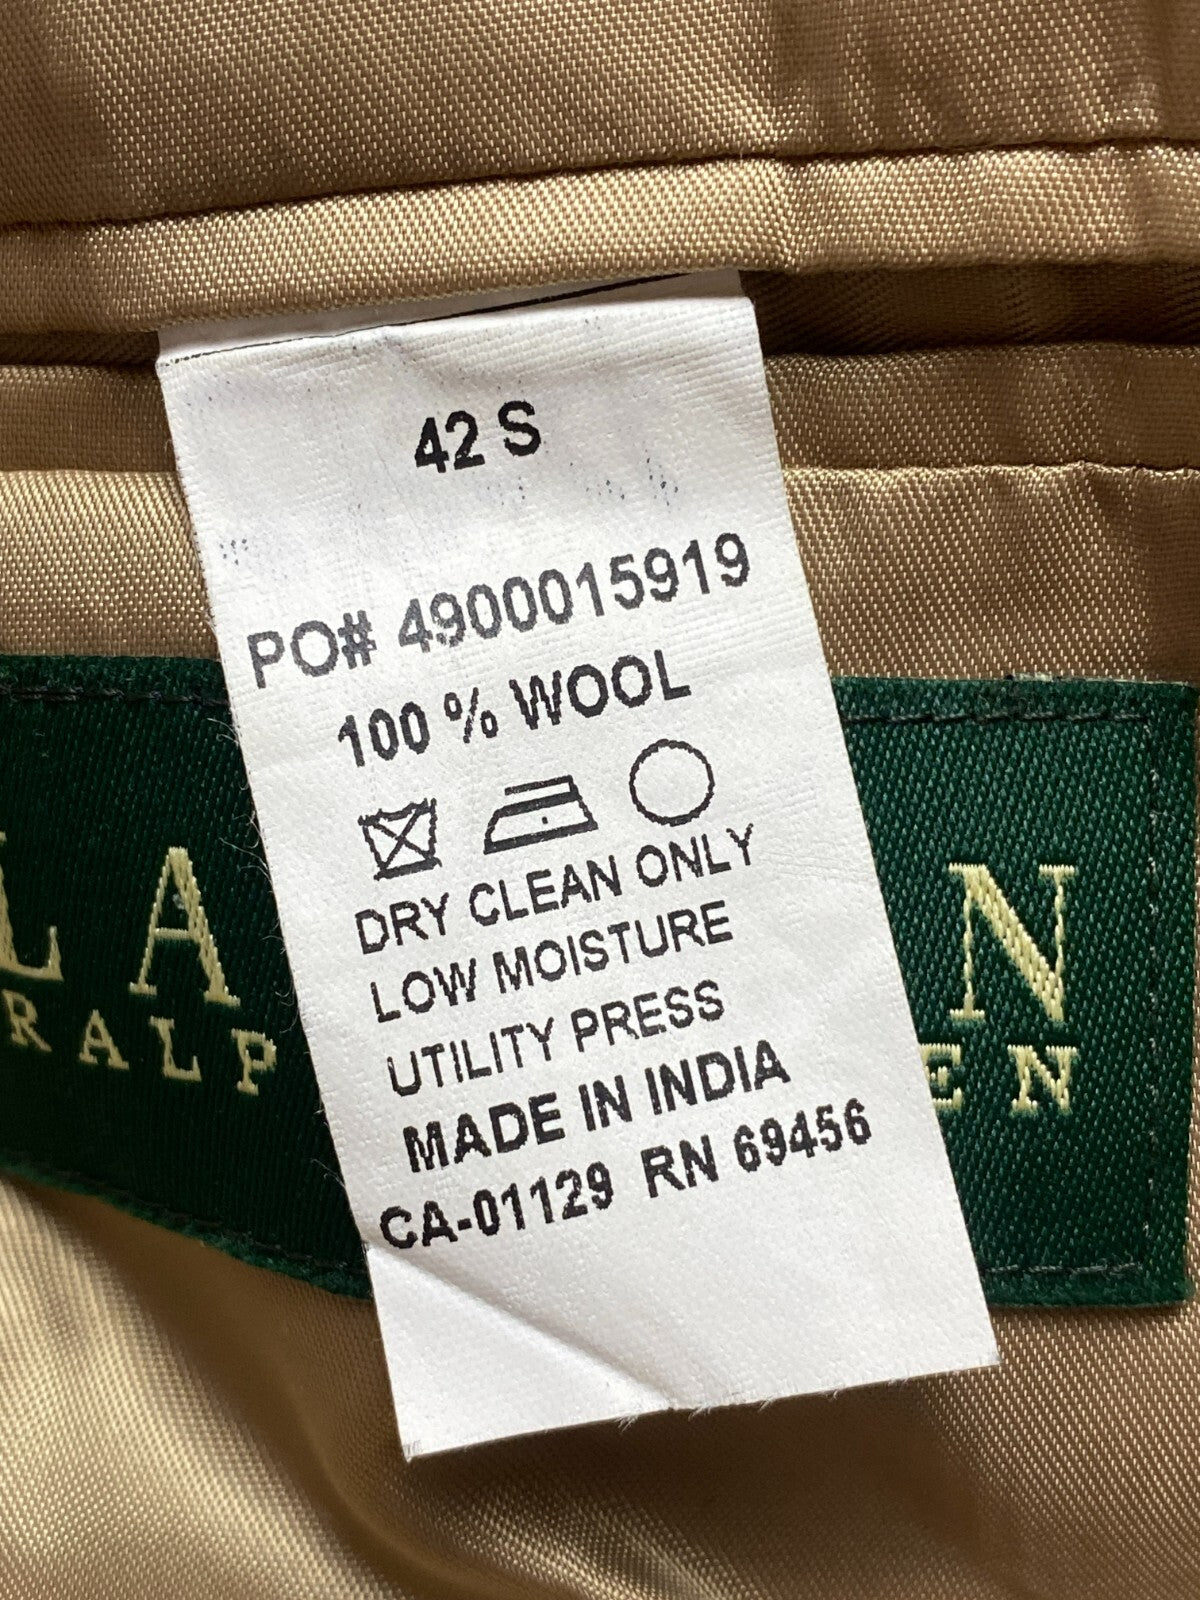 42 S
PO# 4900015919
100 % WOOL
DRY CLEAN ONLY
LOW MOISTURE
UTILITY PRESS
MADE IN INDIA
CA-01129 RN 69456
LA N
RALP EN